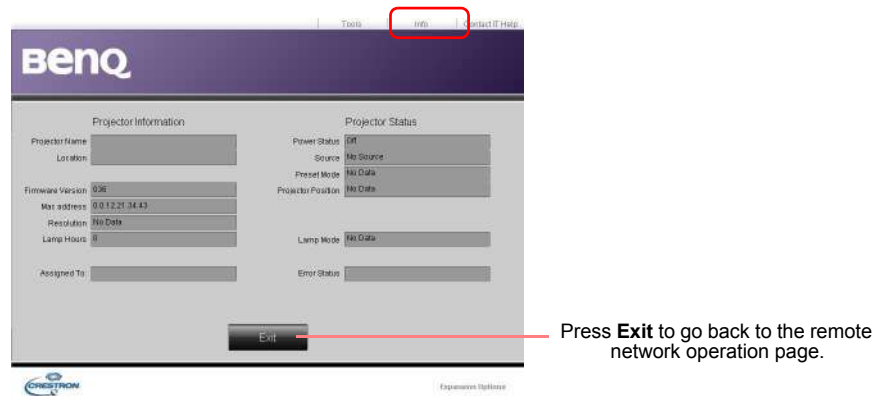 Tools Info Contact IT Help
BenQ
Projector Information Projector Status
Projector Name Power Status Off
Location Source No Source
Preset Mode No Data
Firmware Version 036 Projector Position No Data
Mac address 0.0.12.21.34.43
Resolution No Data
Lamp Hours 0 Lamp Mode No Data
Assigned To: Error Status
Exit
Press Exit to go back to the remote
network operation page.
CRESTRON Expansion Options